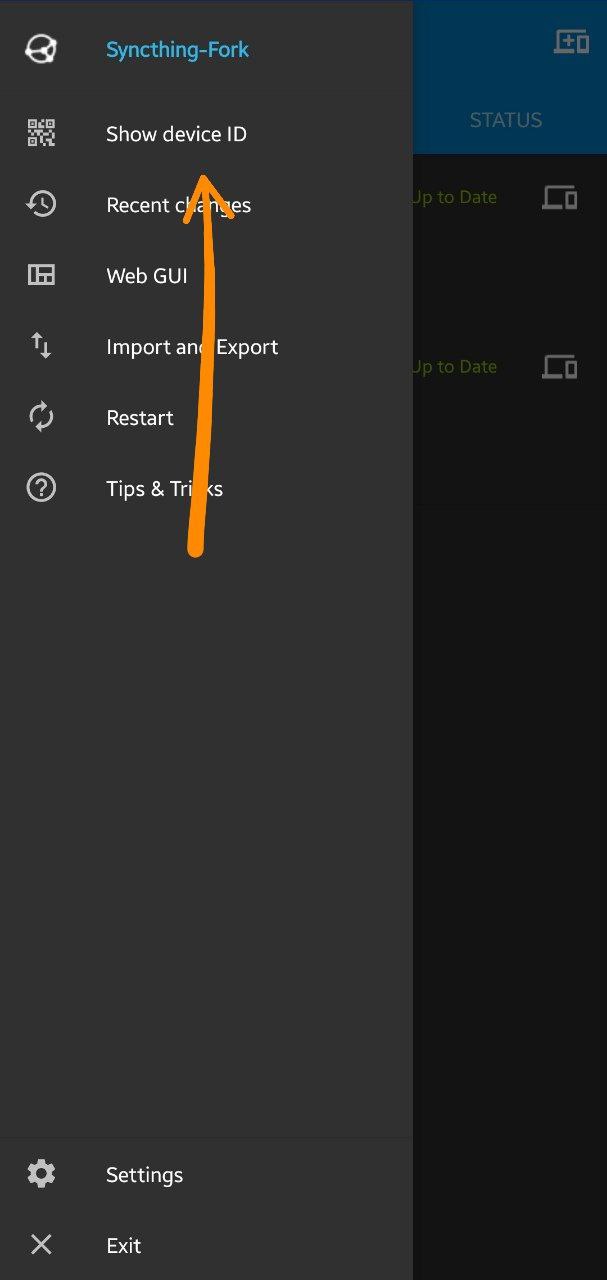 Syncthing-Fork
STATUS
Show device ID
Up to Date
Recent changes
Web GUI
Import and Export
Up to Date
Restart
Tips & Tricks
Settings
Exit